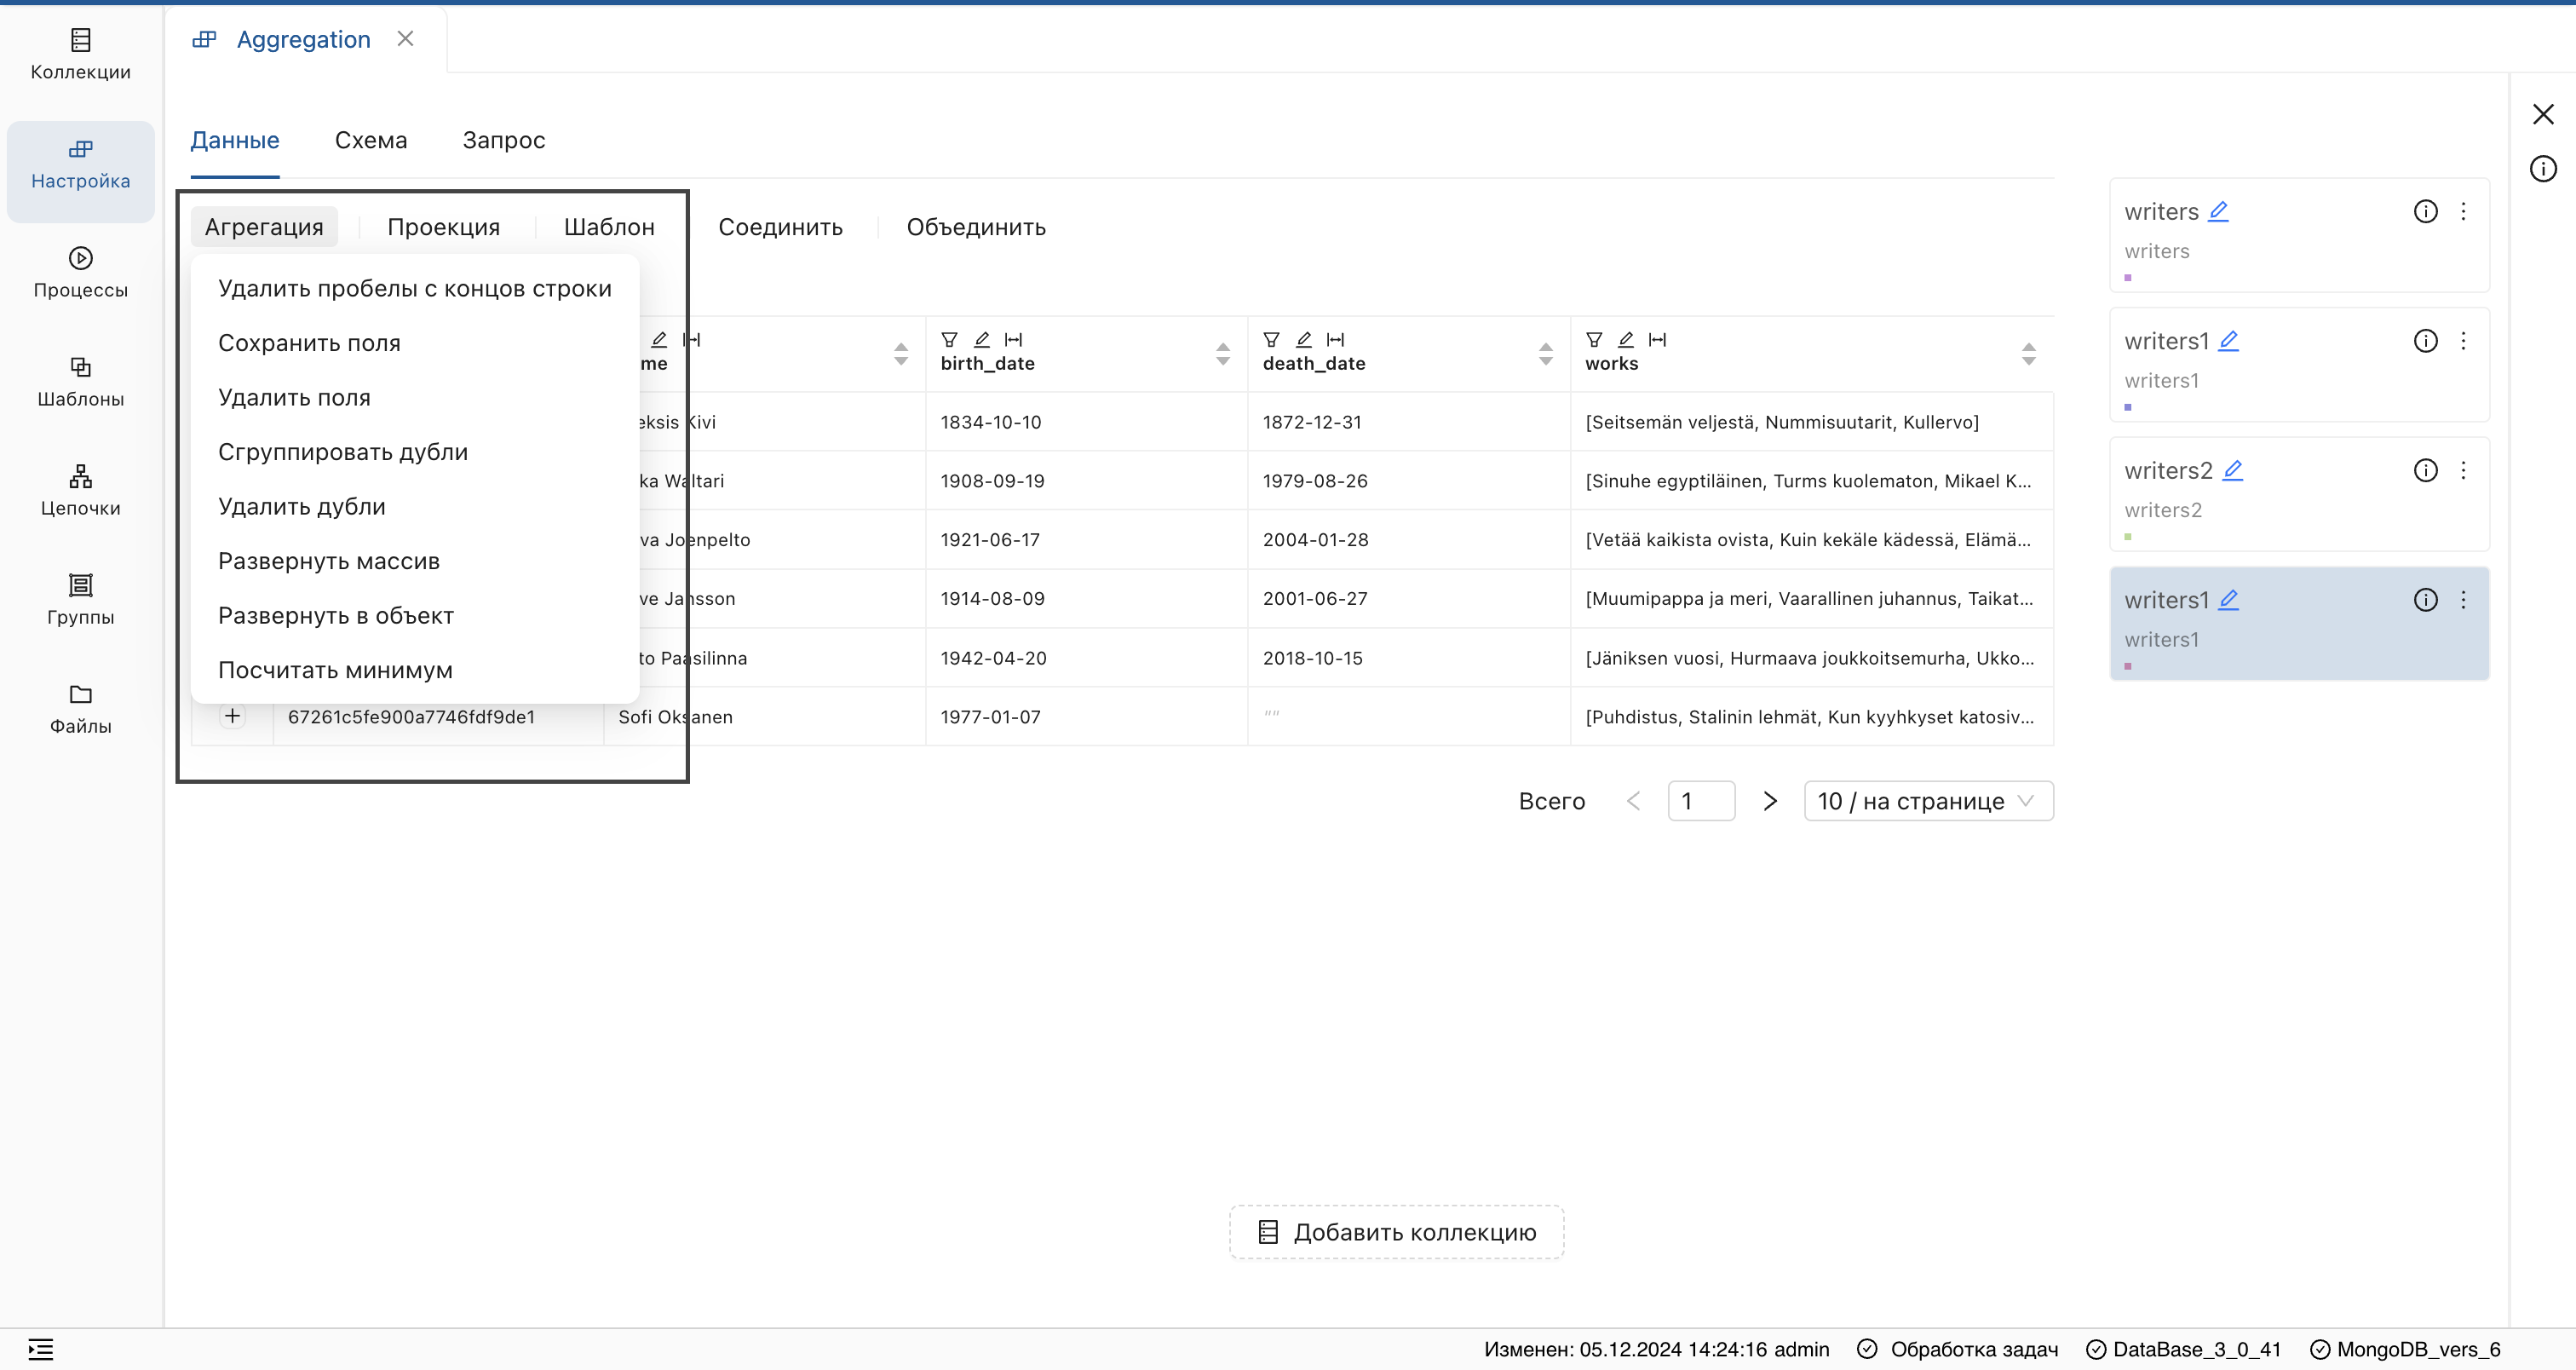 Коллекции
Настройка
Процессы
Шаблоны
Цепочки
Группы
Файлы
Aggregation
Данные Схема Запрос
Агрегация Проекция Шаблон Соединить Объединить
Удалить пробелы с концов строки
Сохранить поля
Удалить поля
Сгруппировать дубли
Удалить дубли
Развернуть массив
Развернуть в объект
Посчитать минимум
me birth_date death_date works
eksis Kivi 1834-10-10 1872-12-31 [Seitsemän veljestä, Nummisuutarit, Kullervo]
ka Waltari 1908-09-19 1979-08-26 [Sinuhe egyptiläinen, Turms kuolematon, Mikael K...
va Joenpelto 1921-06-17 2004-01-28 [Vetää kaikista ovista, Kuin kekäle kädessä, Elämä...
ve Jansson 1914-08-09 2001-06-27 [Muumipappa ja meri, Vaarallinen juhannus, Taikat...
to Paasilinna 1942-04-20 2018-10-15 [Jäniksen vuosi, Hurmaava joukkoitsemurha, Ukko...
67261c5fe900a7746fdf9de1 Sofi Oksanen 1977-01-07 "" [Puhdistus, Stalinin lehmät, Kun kyyhkyset katosiv...
Всего 1 10 / на странице
writers
writers
writers1
writers1
writers2
writers2
writers1
writers1
Добавить коллекцию
Изменен: 05.12.2024 14:24:16 admin Обработка задач DataBase_3_0_41 MongoDB_vers_6